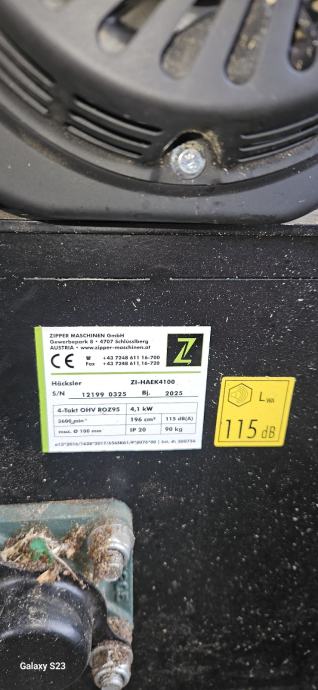 ZIPPER MASCHINEN GmbH
Gewerbepark 8 • 4707 Schlüsslberg
AUSTRIA • www.zipper-maschinen.at
CE
+43 7248 611 16-700
Fax +43 7248 611 16-720
Z
Häcksler ZI-HAEK4100
S/N 12199 0325 Bj. 2025
4-Takt OHV ROZ95 4,1 kW
3600 min⁻¹ 196 cm³ 115 dB(A)
max. Ø 100 mm IP 20 90 kg
LWA
115 dB
Galaxy S23